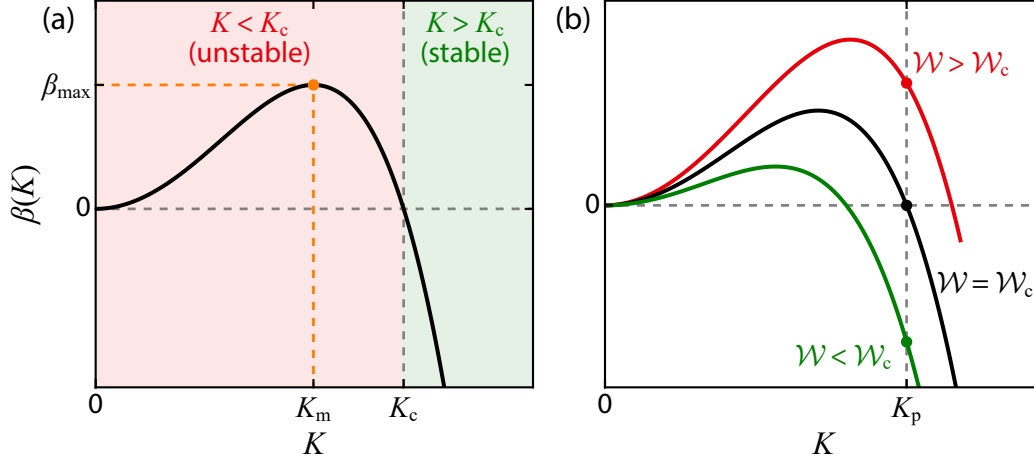 (a)
K < K_c
(unstable)
K > K_c
(stable)
β_max
0
β(K)
0
K_m
K_c
K
(b)
𝒲 > 𝒲_c
0
𝒲 = 𝒲_c
𝒲 < 𝒲_c
0
K_p
K